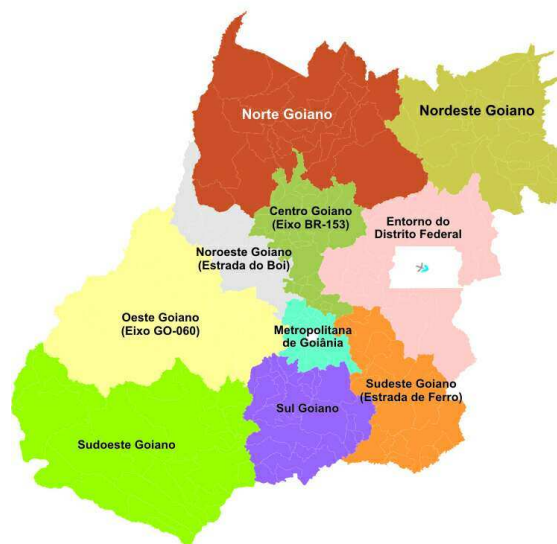 Norte Goiano
Nordeste Goiano
Centro Goiano
(Eixo BR-153)
Entorno do
Distrito Federal
Noroeste Goiano
(Estrada do Boi)
Oeste Goiano
(Eixo GO-060)
Metropolitana
de Goiânia
Sudeste Goiano
(Estrada de Ferro)
Sul Goiano
Sudoeste Goiano